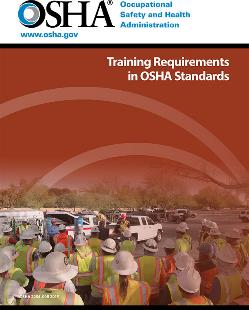 OSHA®
Occupational
Safety and Health
Administration
www.osha.gov
Training Requirements
in OSHA Standards